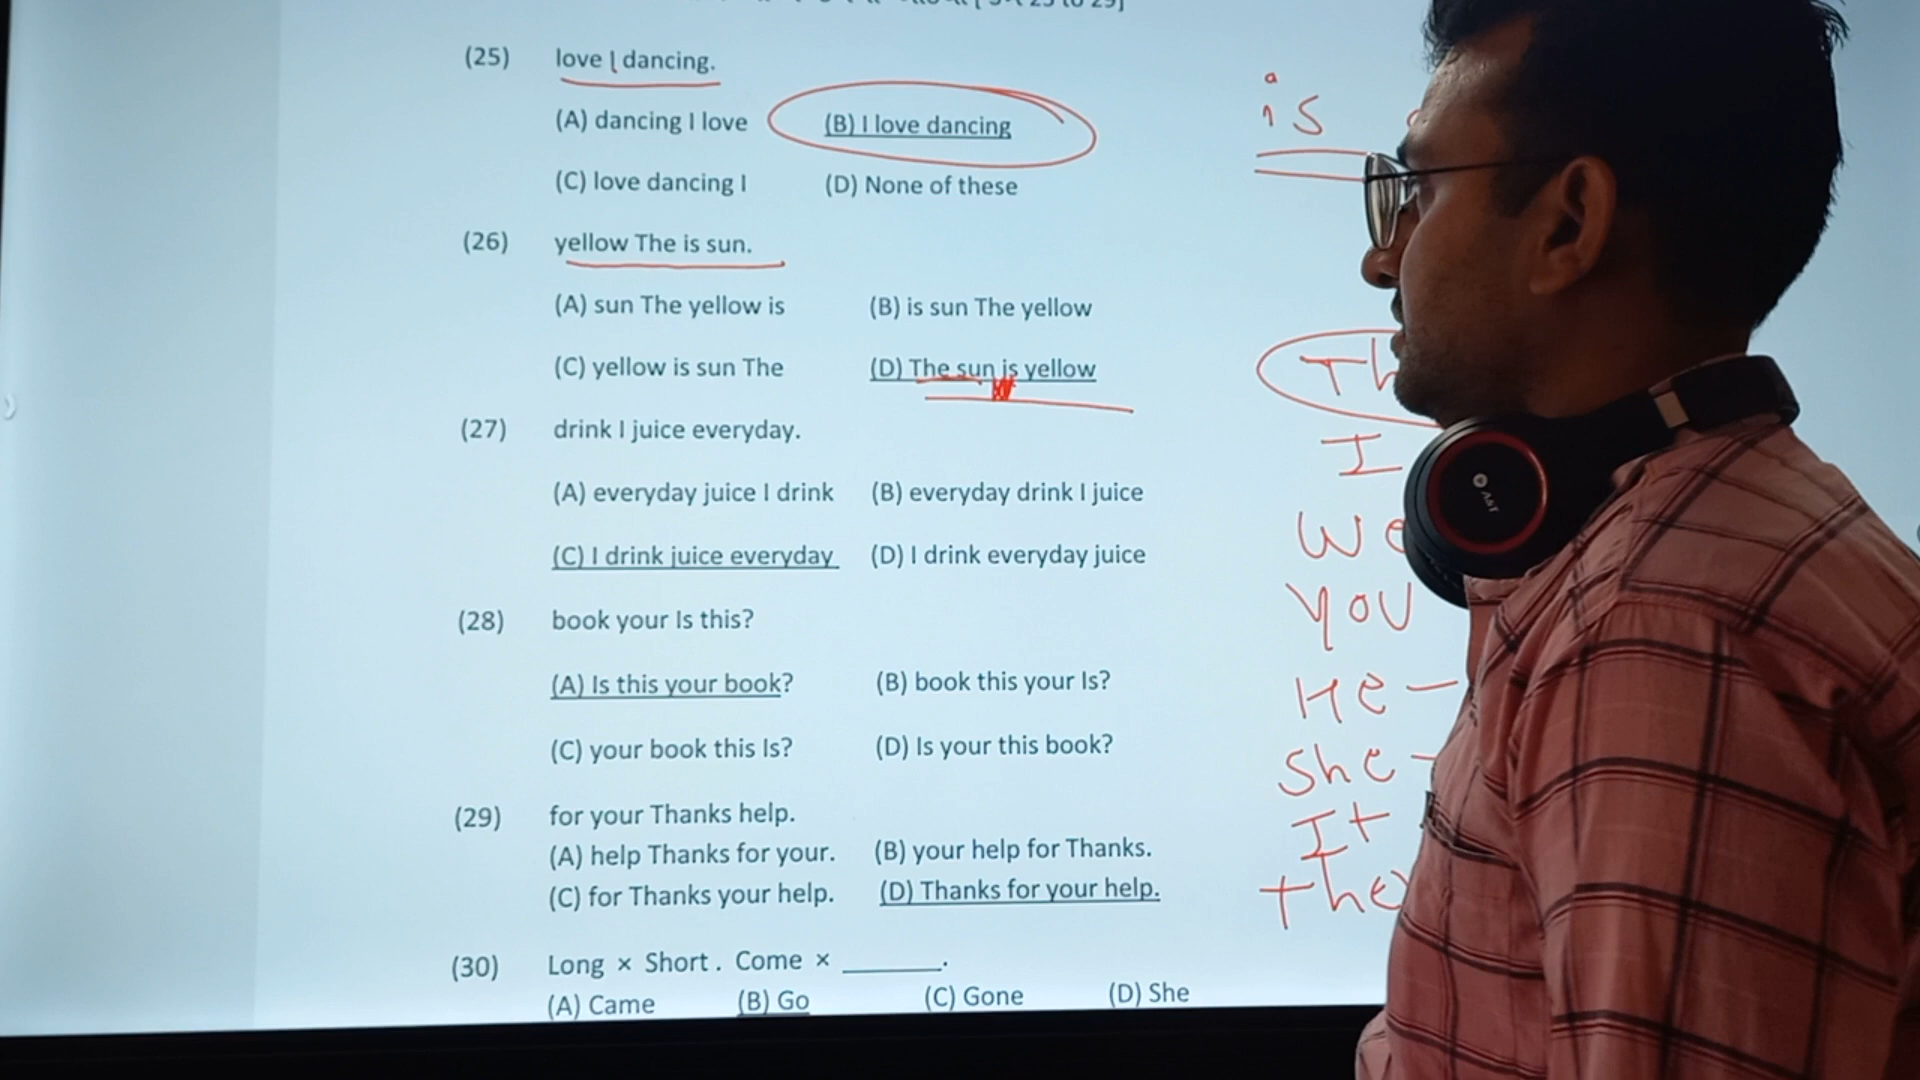 (25) love I dancing.
(A) dancing I love (B) I love dancing
(C) love dancing I (D) None of these
(26) yellow The is sun.
(A) sun The yellow is (B) is sun The yellow
(C) yellow is sun The (D) The sun is yellow
(27) drink I juice everyday.
(A) everyday juice I drink (B) everyday drink I juice
(C) I drink juice everyday (D) I drink everyday juice
(28) book your Is this?
(A) Is this your book? (B) book this your Is?
(C) your book this Is? (D) Is your this book?
(29) for your Thanks help.
(A) help Thanks for your. (B) your help for Thanks.
(C) for Thanks your help. (D) Thanks for your help.
(30) Long × Short. Come × ______.
(A) Came (B) Go (C) Gone (D) She
is
I
We
You
He –
She –
It
A&T